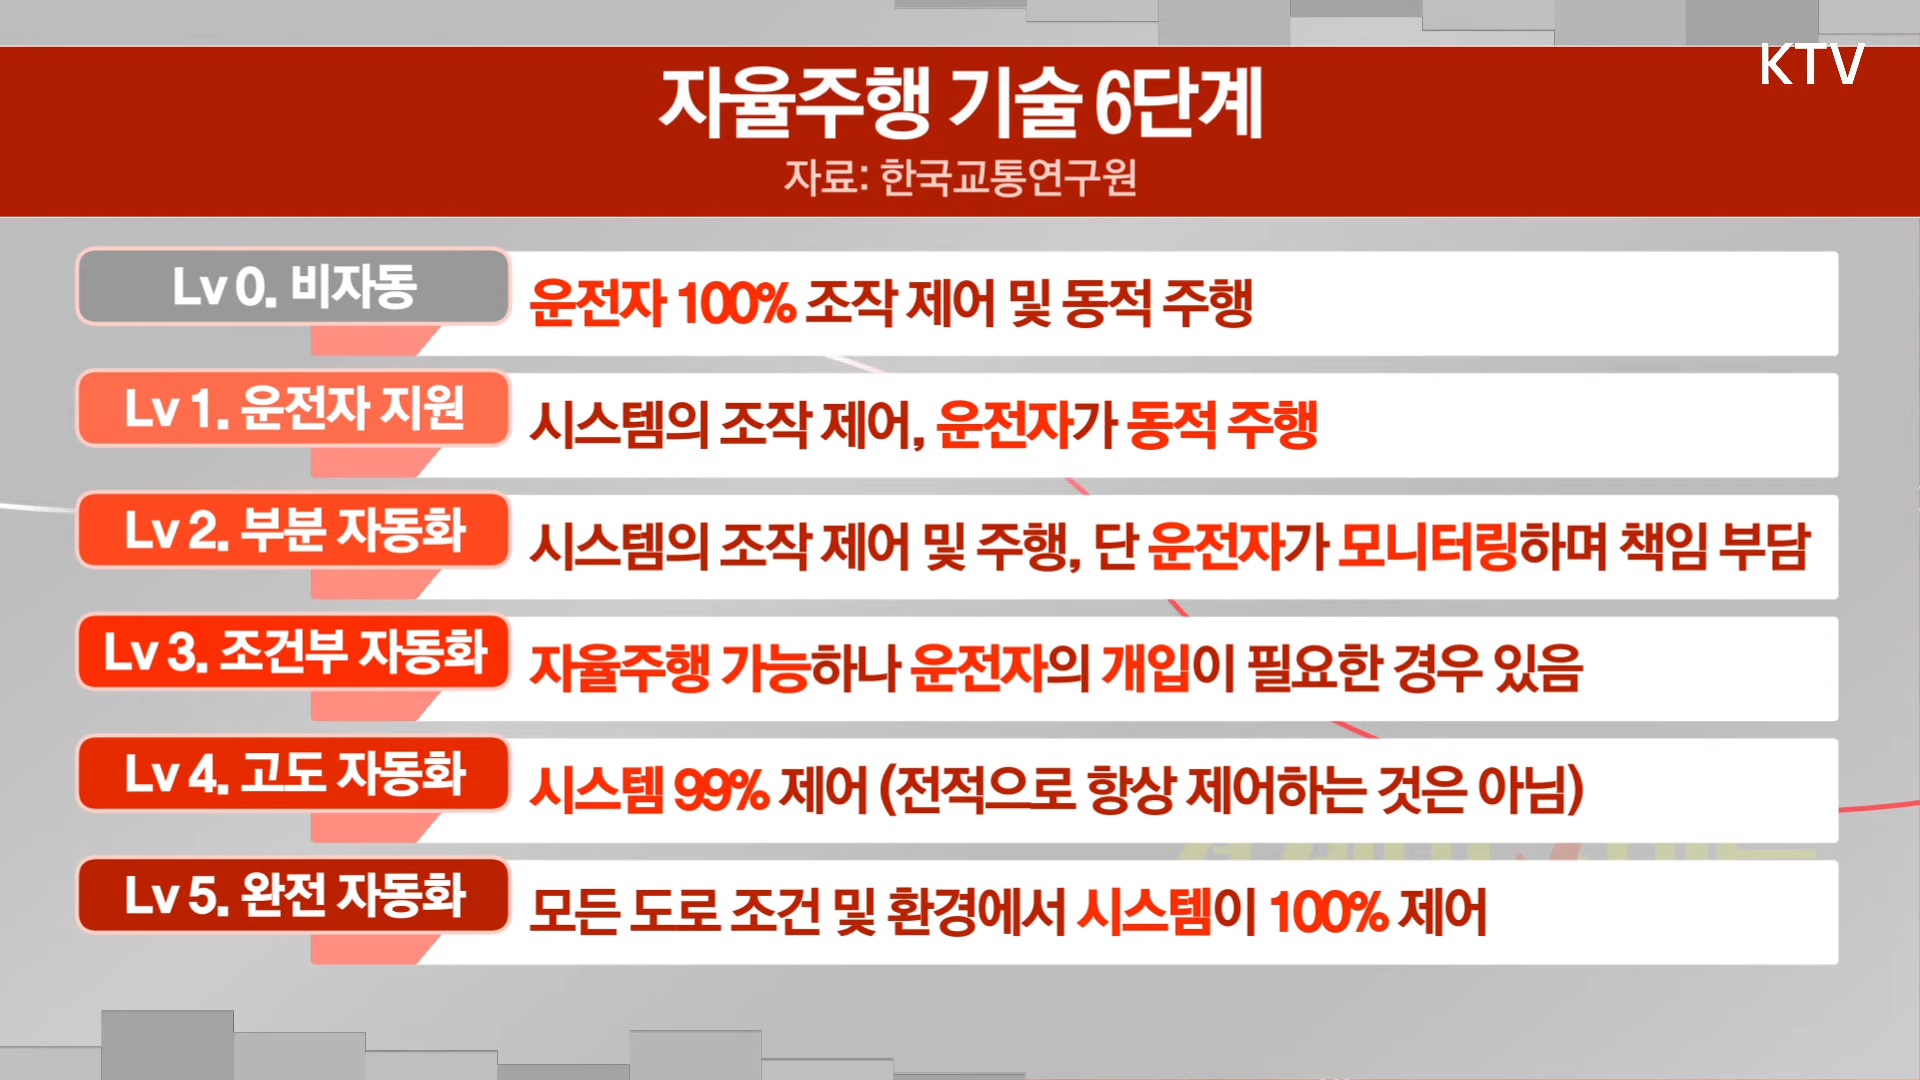 KTV
자율주행 기술 6단계
자료: 한국교통연구원
Lv 0. 비자동
운전자 100% 조작 제어 및 동적 주행
Lv 1. 운전자 지원
시스템의 조작 제어, 운전자가 동적 주행
Lv 2. 부분 자동화
시스템의 조작 제어 및 주행, 단 운전자가 모니터링하며 책임 부담
Lv 3. 조건부 자동화
자율주행 가능하나 운전자의 개입이 필요한 경우 있음
Lv 4. 고도 자동화
시스템 99% 제어 (전적으로 항상 제어하는 것은 아님)
Lv 5. 완전 자동화
모든 도로 조건 및 환경에서 시스템이 100% 제어